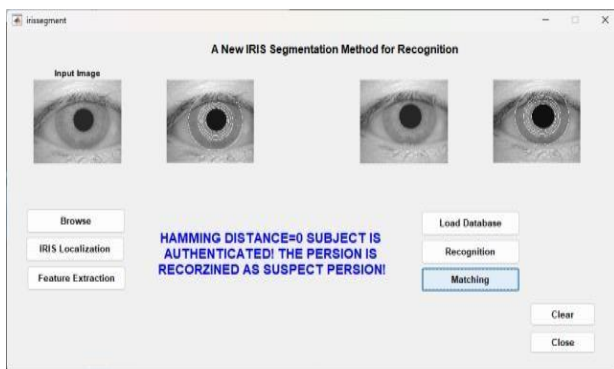 irissegment
A New IRIS Segmentation Method for Recognition
Input Image
Browse
IRIS Localization
Feature Extraction
HAMMING DISTANCE=0 SUBJECT IS
AUTHENTICATED! THE PERSION IS
RECORZINED AS SUSPECT PERSION!
Load Database
Recognition
Matching
Clear
Close